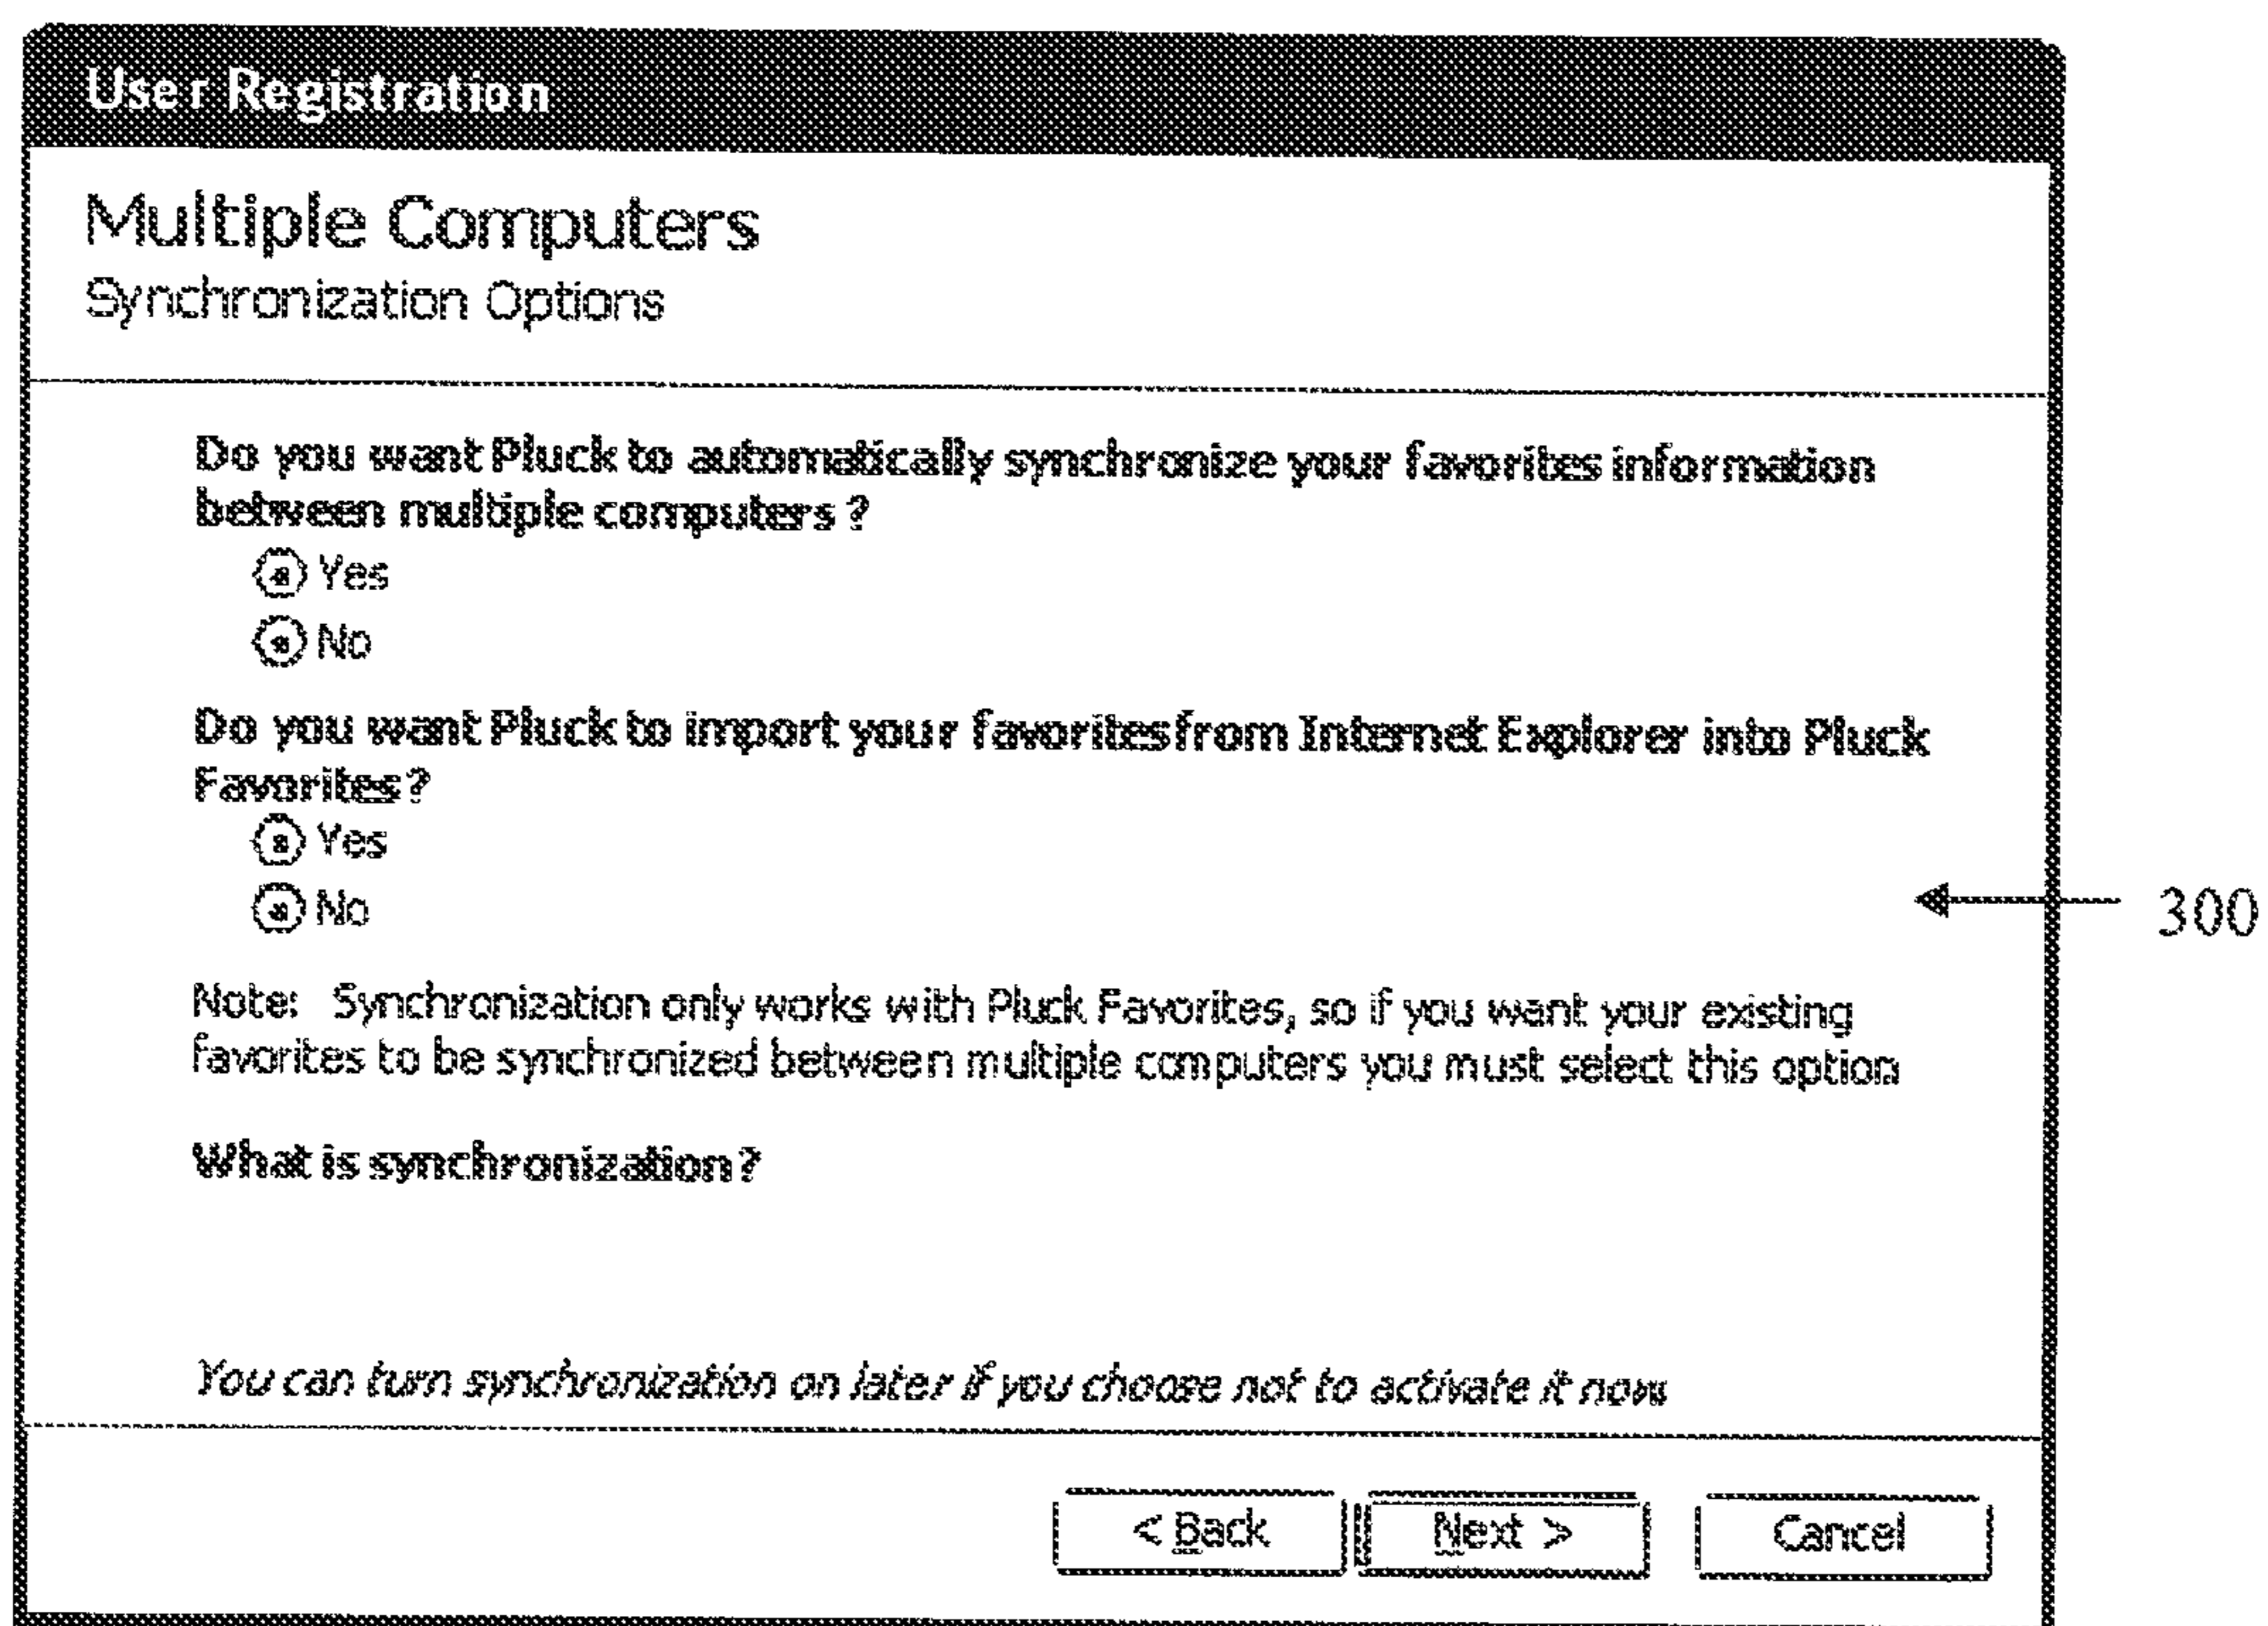 User Registration
Multiple Computers
Synchronization Options
Do you want Pluck to automatically synchronize your favorites information
between multiple computers?
Yes
No
Do you want Pluck to import your favorites from Internet Explorer into Pluck
Favorites?
Yes
No
300
Note: Synchronization only works with Pluck Favorites, so if you want your existing
favorites to be synchronized between multiple computers you must select this option
What is synchronization?
You can turn synchronization on later if you choose not to activate it now.
< Back Next > Cancel